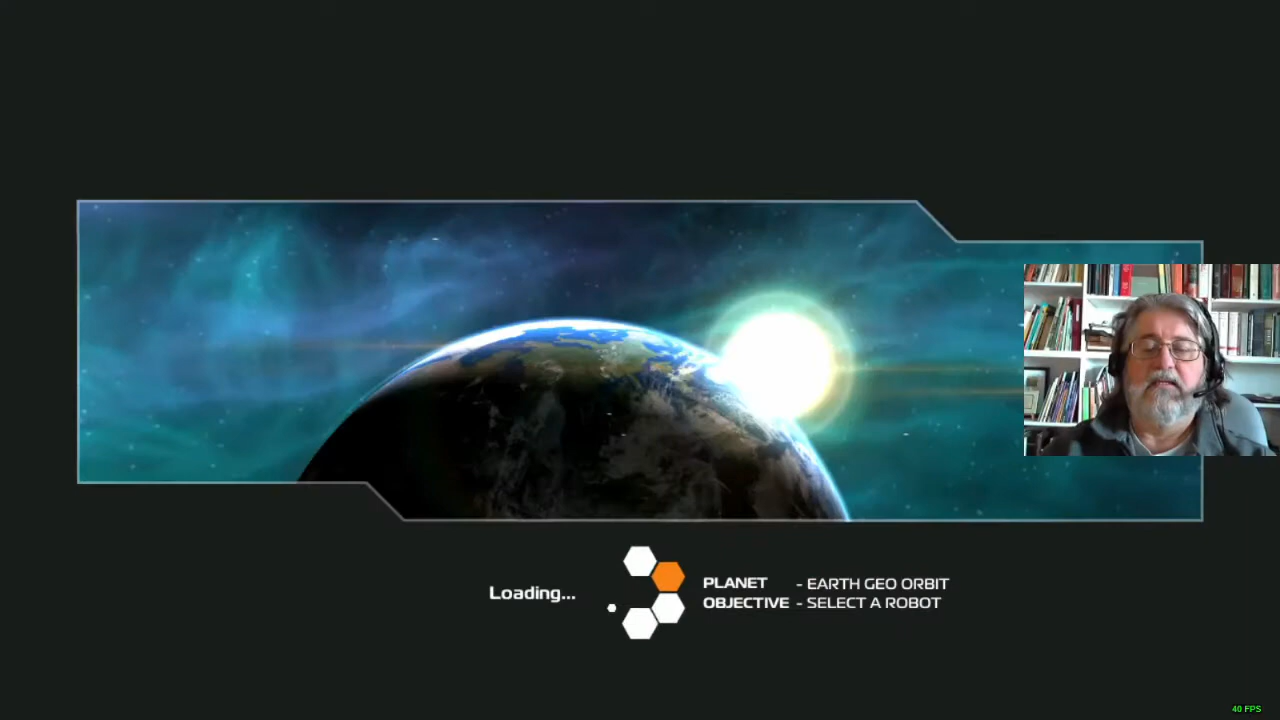 Loading...
PLANET - EARTH GEO ORBIT
OBJECTIVE - SELECT A ROBOT
40 FPS